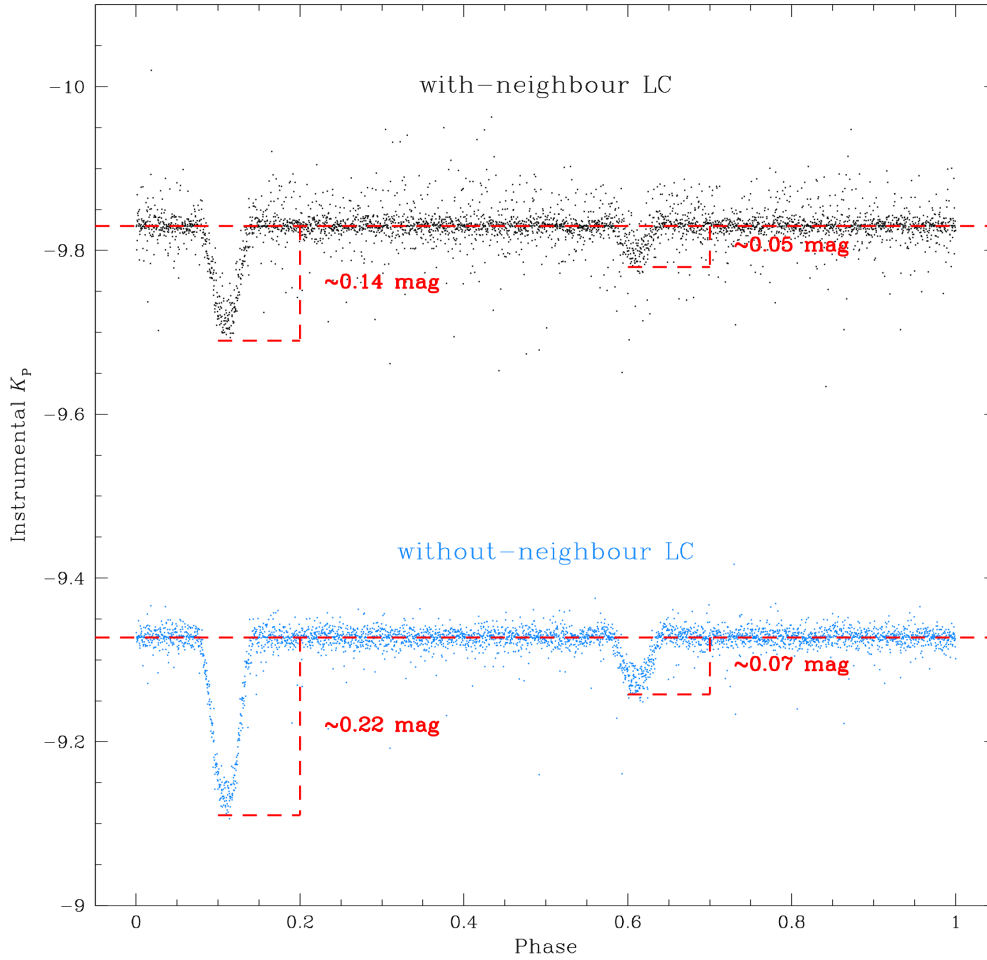 with−neighbour LC
−10
−9.8
~0.05 mag
~0.14 mag
−9.6
Instrumental K_P
without−neighbour LC
−9.4
~0.07 mag
~0.22 mag
−9.2
−9
0 0.2 0.4 0.6 0.8 1
Phase